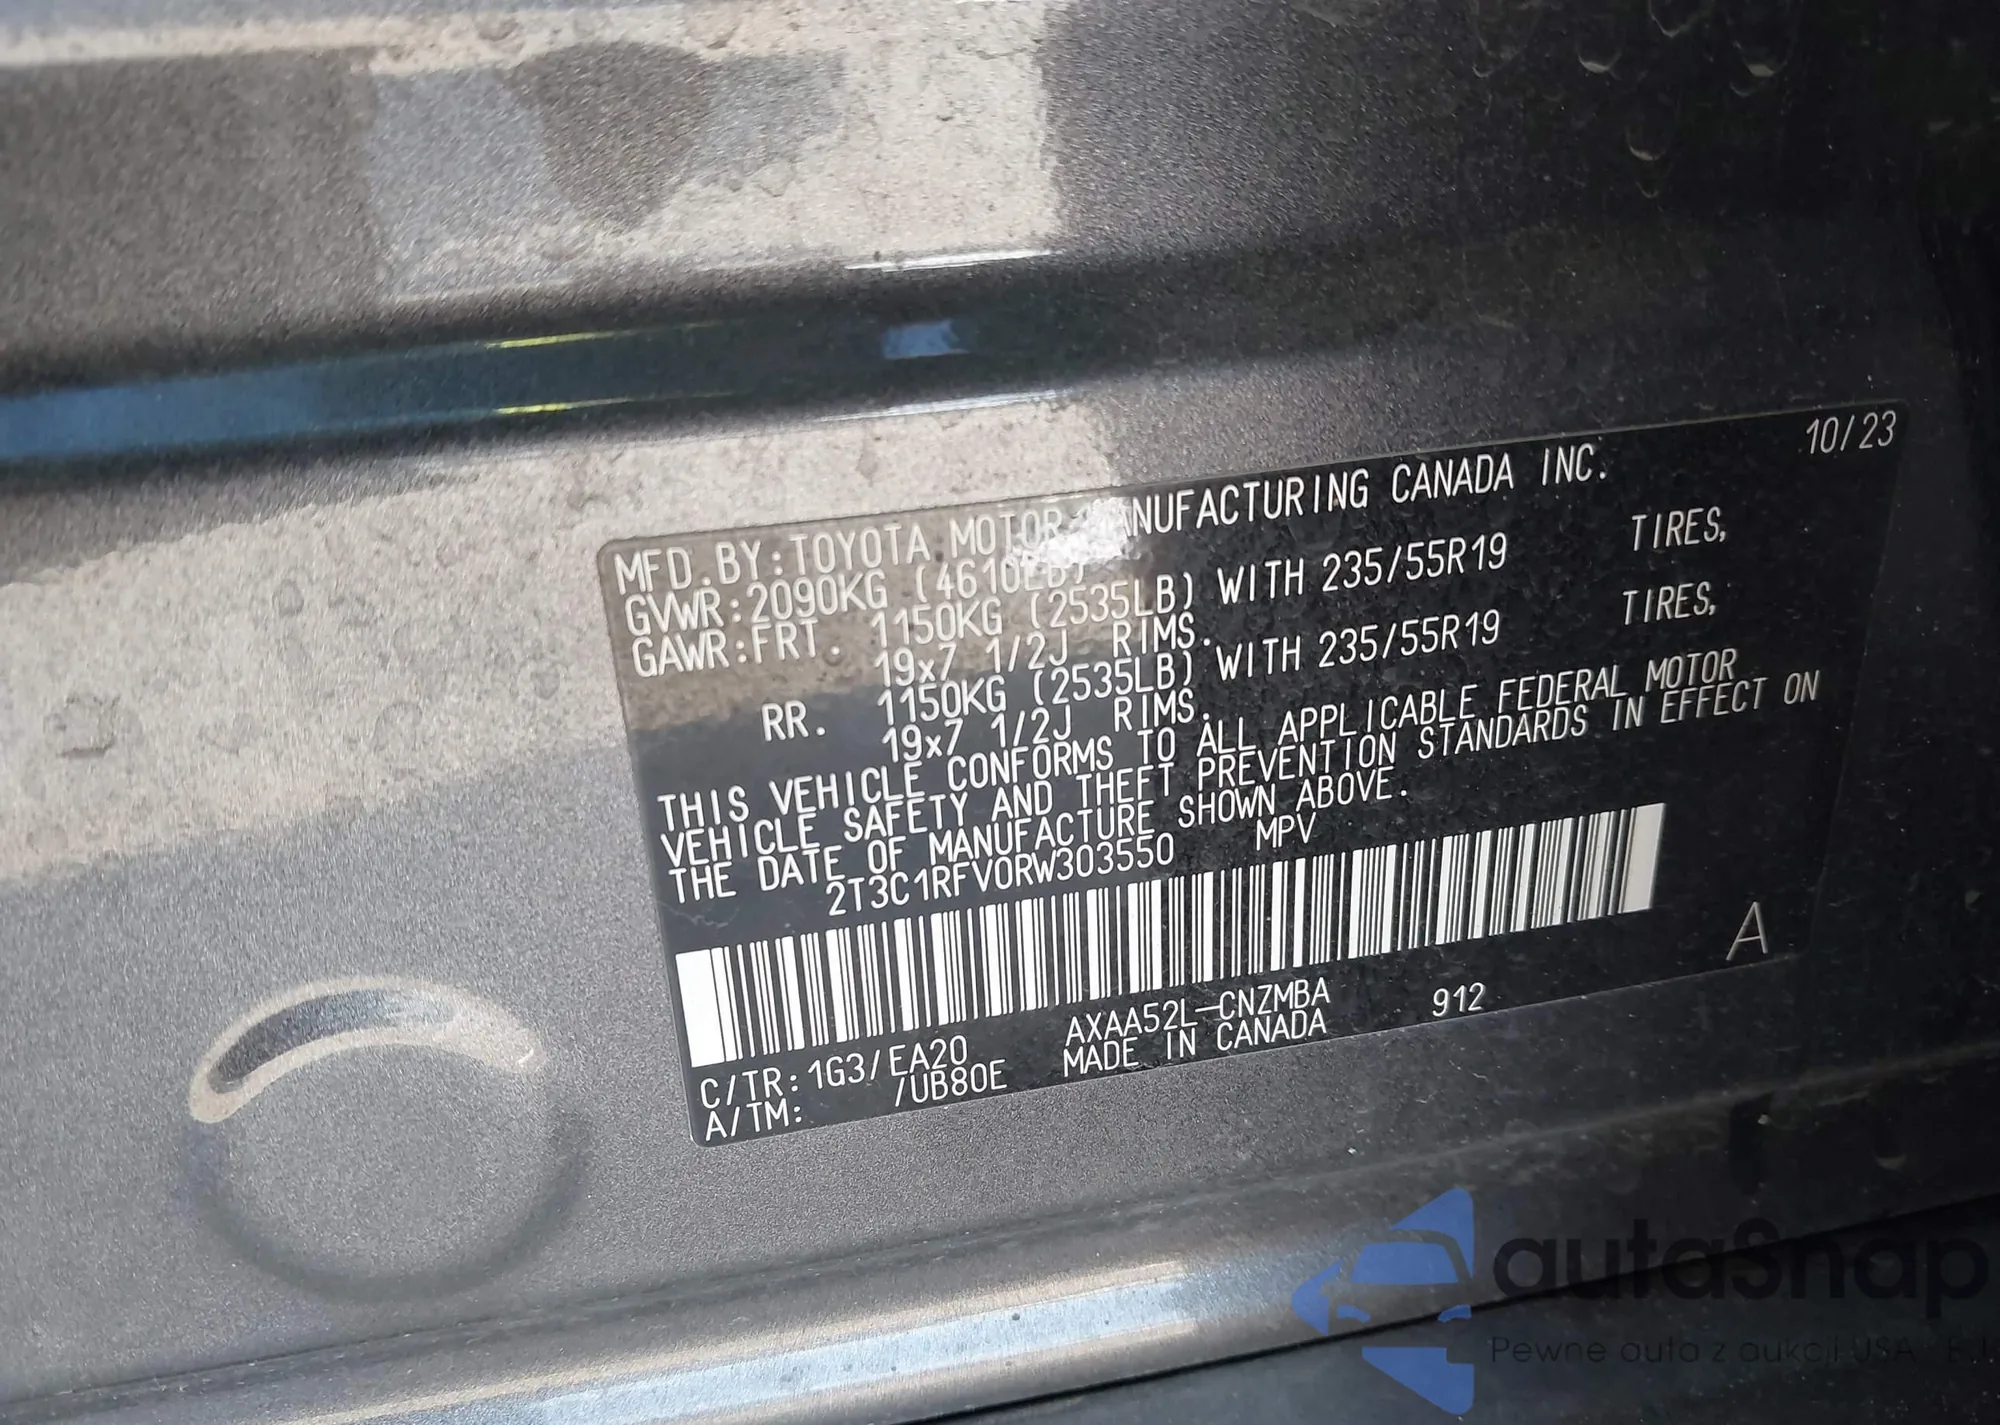 10/23
MFD.BY:TOYOTA MOTOR MANUFACTURING CANADA INC.
GVWR:2090KG (4610LB)
GAWR:FRT. 1150KG (2535LB) WITH 235/55R19 TIRES,
19x7 1/2J RIMS.
RR. 1150KG (2535LB) WITH 235/55R19 TIRES,
19x7 1/2J RIMS.
THIS VEHICLE CONFORMS TO ALL APPLICABLE FEDERAL MOTOR
VEHICLE SAFETY AND THEFT PREVENTION STANDARDS IN EFFECT ON
THE DATE OF MANUFACTURE SHOWN ABOVE.
2T3C1RFV0RW303550 MPV
A
C/TR:1G3/EA20 AXAA52L-CNZMBA 912
A/TM: /UB80E MADE IN CANADA
autaSnap
Pewne auta z aukcji USA